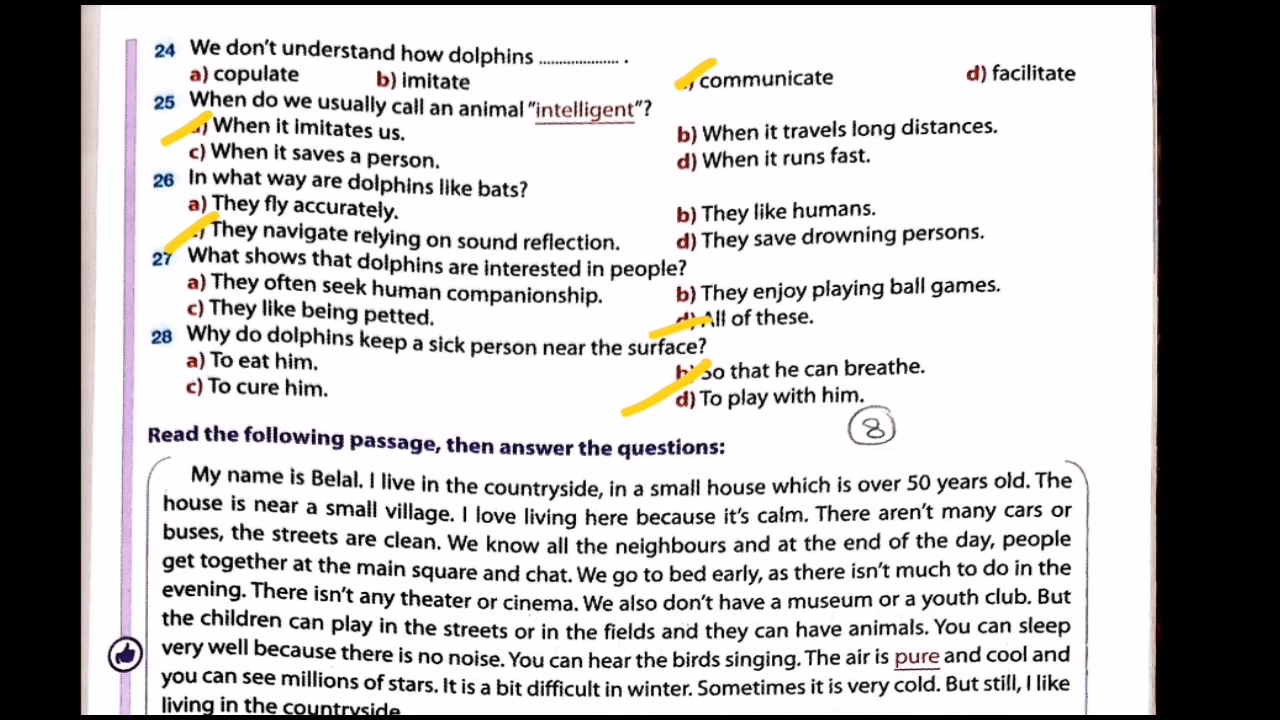 24 We don't understand how dolphins .................... .
a) copulate b) imitate communicate d) facilitate
25 When do we usually call an animal "intelligent"?
When it imitates us. b) When it travels long distances.
c) When it saves a person. d) When it runs fast.
26 In what way are dolphins like bats?
a) They fly accurately. b) They like humans.
They navigate relying on sound reflection. d) They save drowning persons.
27 What shows that dolphins are interested in people?
a) They often seek human companionship. b) They enjoy playing ball games.
c) They like being petted. d) All of these.
28 Why do dolphins keep a sick person near the surface?
a) To eat him. b) So that he can breathe.
c) To cure him. d) To play with him.
8
Read the following passage, then answer the questions:
My name is Belal. I live in the countryside, in a small house which is over 50 years old. The
house is near a small village. I love living here because it's calm. There aren't many cars or
buses, the streets are clean. We know all the neighbours and at the end of the day, people
get together at the main square and chat. We go to bed early, as there isn't much to do in the
evening. There isn't any theater or cinema. We also don't have a museum or a youth club. But
the children can play in the streets or in the fields and they can have animals. You can sleep
very well because there is no noise. You can hear the birds singing. The air is pure and cool and
you can see millions of stars. It is a bit difficult in winter. Sometimes it is very cold. But still, I like
living in the countryside